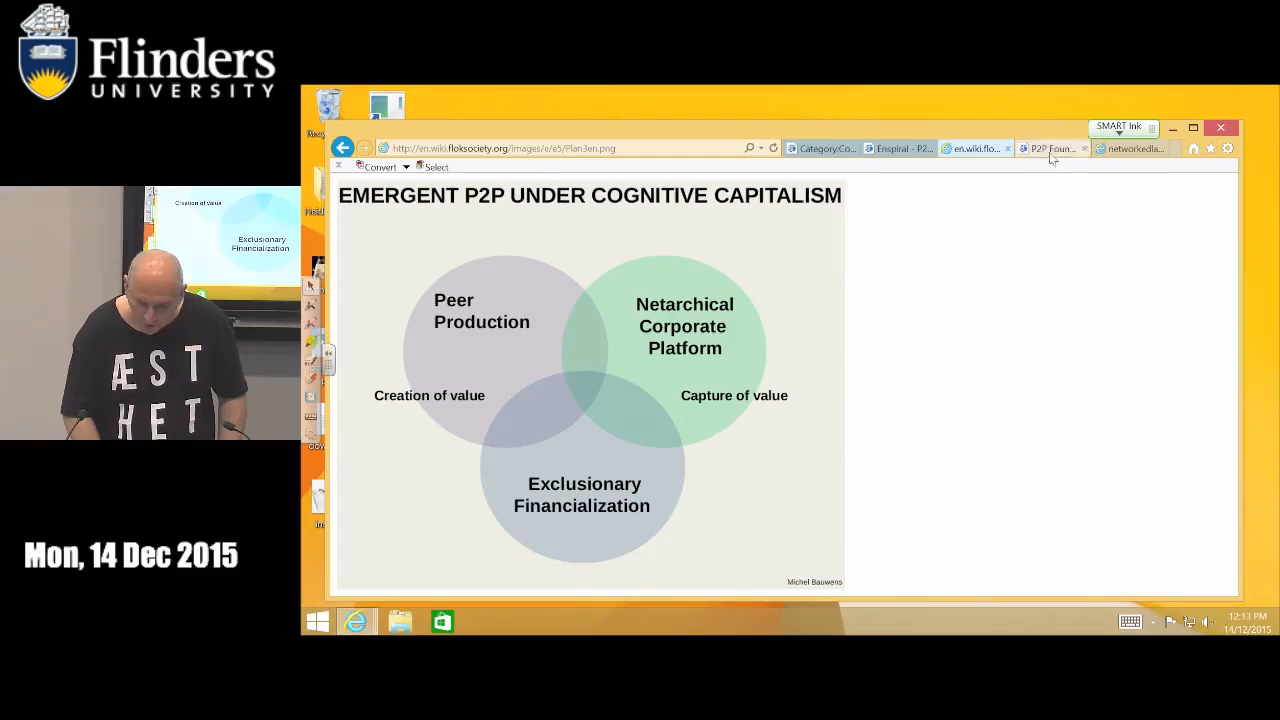 Flinders
UNIVERSITY
Creation of value
Exclusionary
Financialization
ÆST
HET
Mon, 14 Dec 2015
SMART Ink
http://en.wiki.floksociety.org/images/e/e5/Plan3en.png
Category:Co...
Enspiral - P2...
en.wiki.flo...
P2P Foun...
networkedla...
Convert
Select
EMERGENT P2P UNDER COGNITIVE CAPITALISM
Peer
Production
Netarchical
Corporate
Platform
Creation of value
Capture of value
Exclusionary
Financialization
Michel Bauwens
12:13 PM
14/12/2015